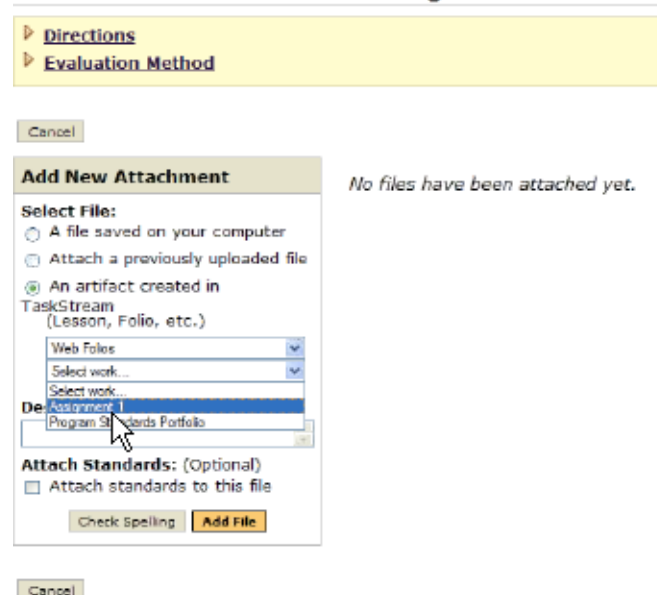 Directions
Evaluation Method
Cancel
Add New Attachment
No files have been attached yet.
Select File:
A file saved on your computer
Attach a previously uploaded file
An artifact created in
TaskStream
(Lesson, Folio, etc.)
Web Folios
Select work...
Select work...
Assignment 1
De
Program Standards Portfolio
Attach Standards: (Optional)
Attach standards to this file
Check Spelling
Add File
Cancel